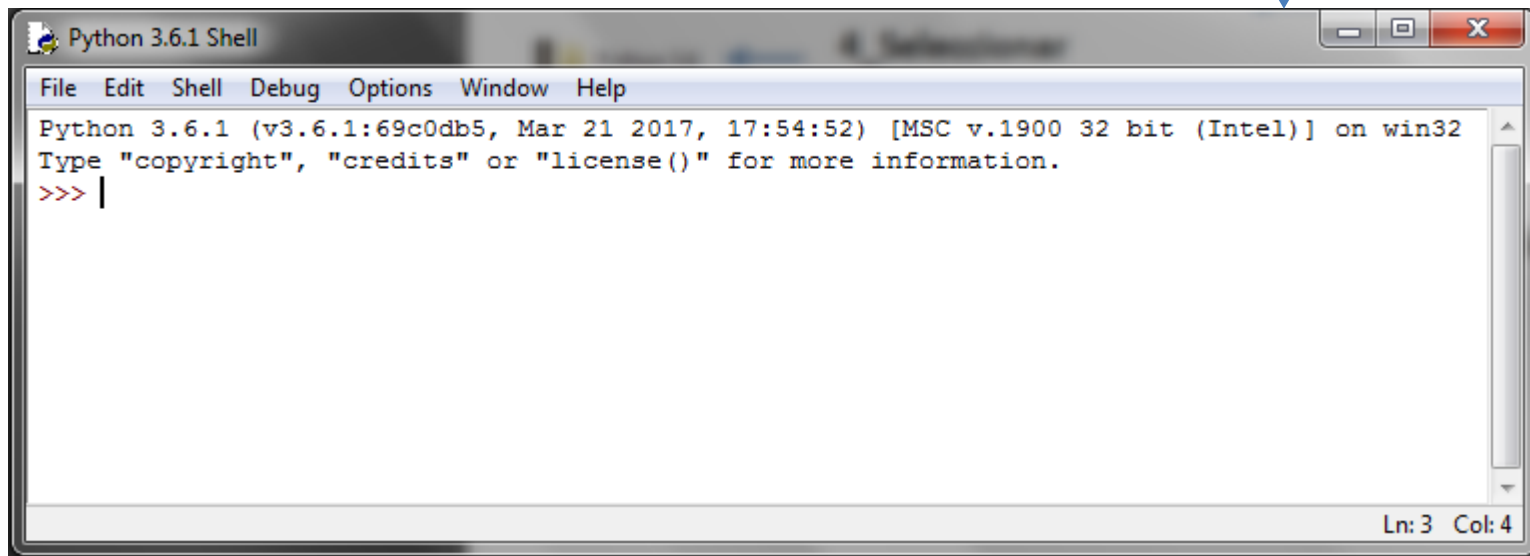 Python 3.6.1 Shell
4_Seleccionar
File Edit Shell Debug Options Window Help
Python 3.6.1 (v3.6.1:69c0db5, Mar 21 2017, 17:54:52) [MSC v.1900 32 bit (Intel)] on win32
Type "copyright", "credits" or "license()" for more information.
>>>
Ln: 3 Col: 4